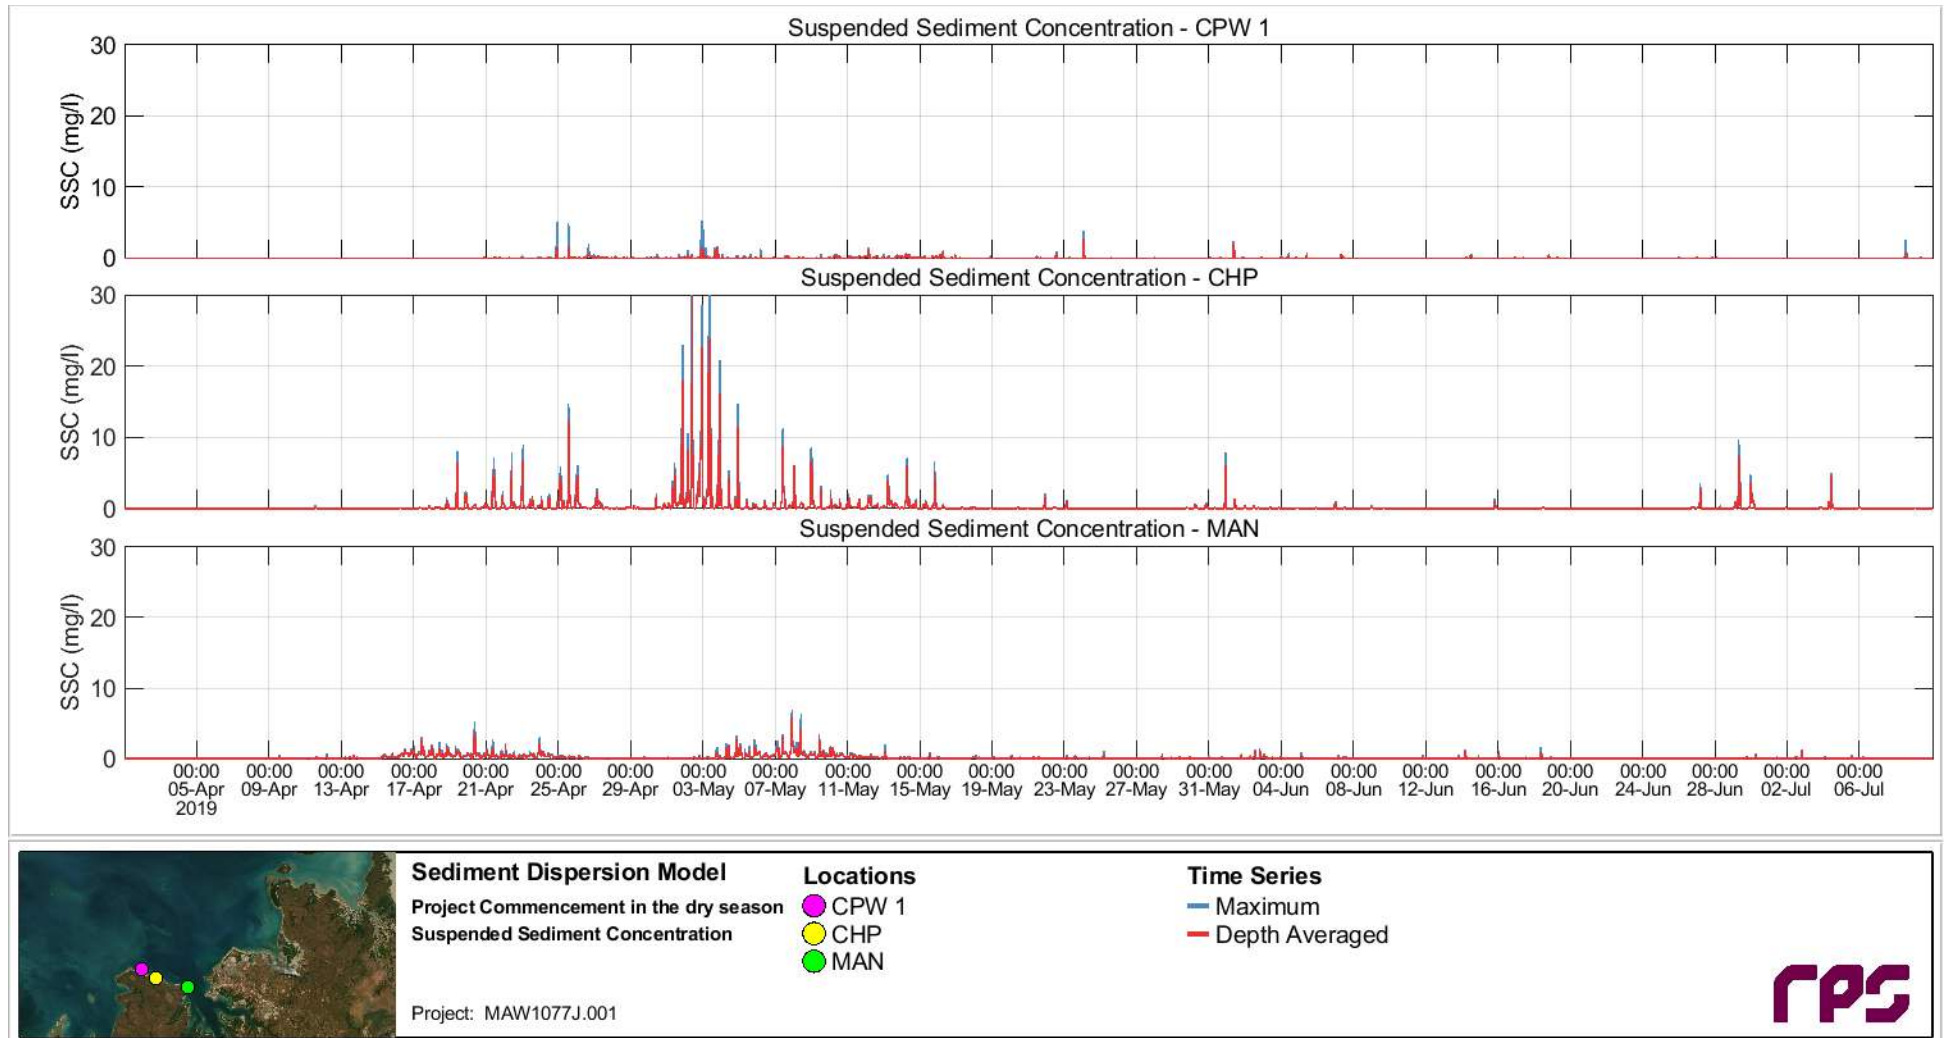 Suspended Sediment Concentration - CPW 1
30
20
10
0
SSC (mg/l)
Suspended Sediment Concentration - CHP
30
20
10
0
SSC (mg/l)
Suspended Sediment Concentration - MAN
30
20
10
0
SSC (mg/l)
00:00 00:00 00:00 00:00 00:00 00:00 00:00 00:00 00:00 00:00 00:00 00:00 00:00 00:00 00:00 00:00 00:00 00:00 00:00 00:00 00:00 00:00 00:00 00:00
05-Apr 09-Apr 13-Apr 17-Apr 21-Apr 25-Apr 29-Apr 03-May 07-May 11-May 15-May 19-May 23-May 27-May 31-May 04-Jun 08-Jun 12-Jun 16-Jun 20-Jun 24-Jun 28-Jun 02-Jul 06-Jul
2019
Sediment Dispersion Model
Project Commencement in the dry season
Suspended Sediment Concentration
Project: MAW1077J.001
Locations
CPW 1
CHP
MAN
Time Series
Maximum
Depth Averaged
rps